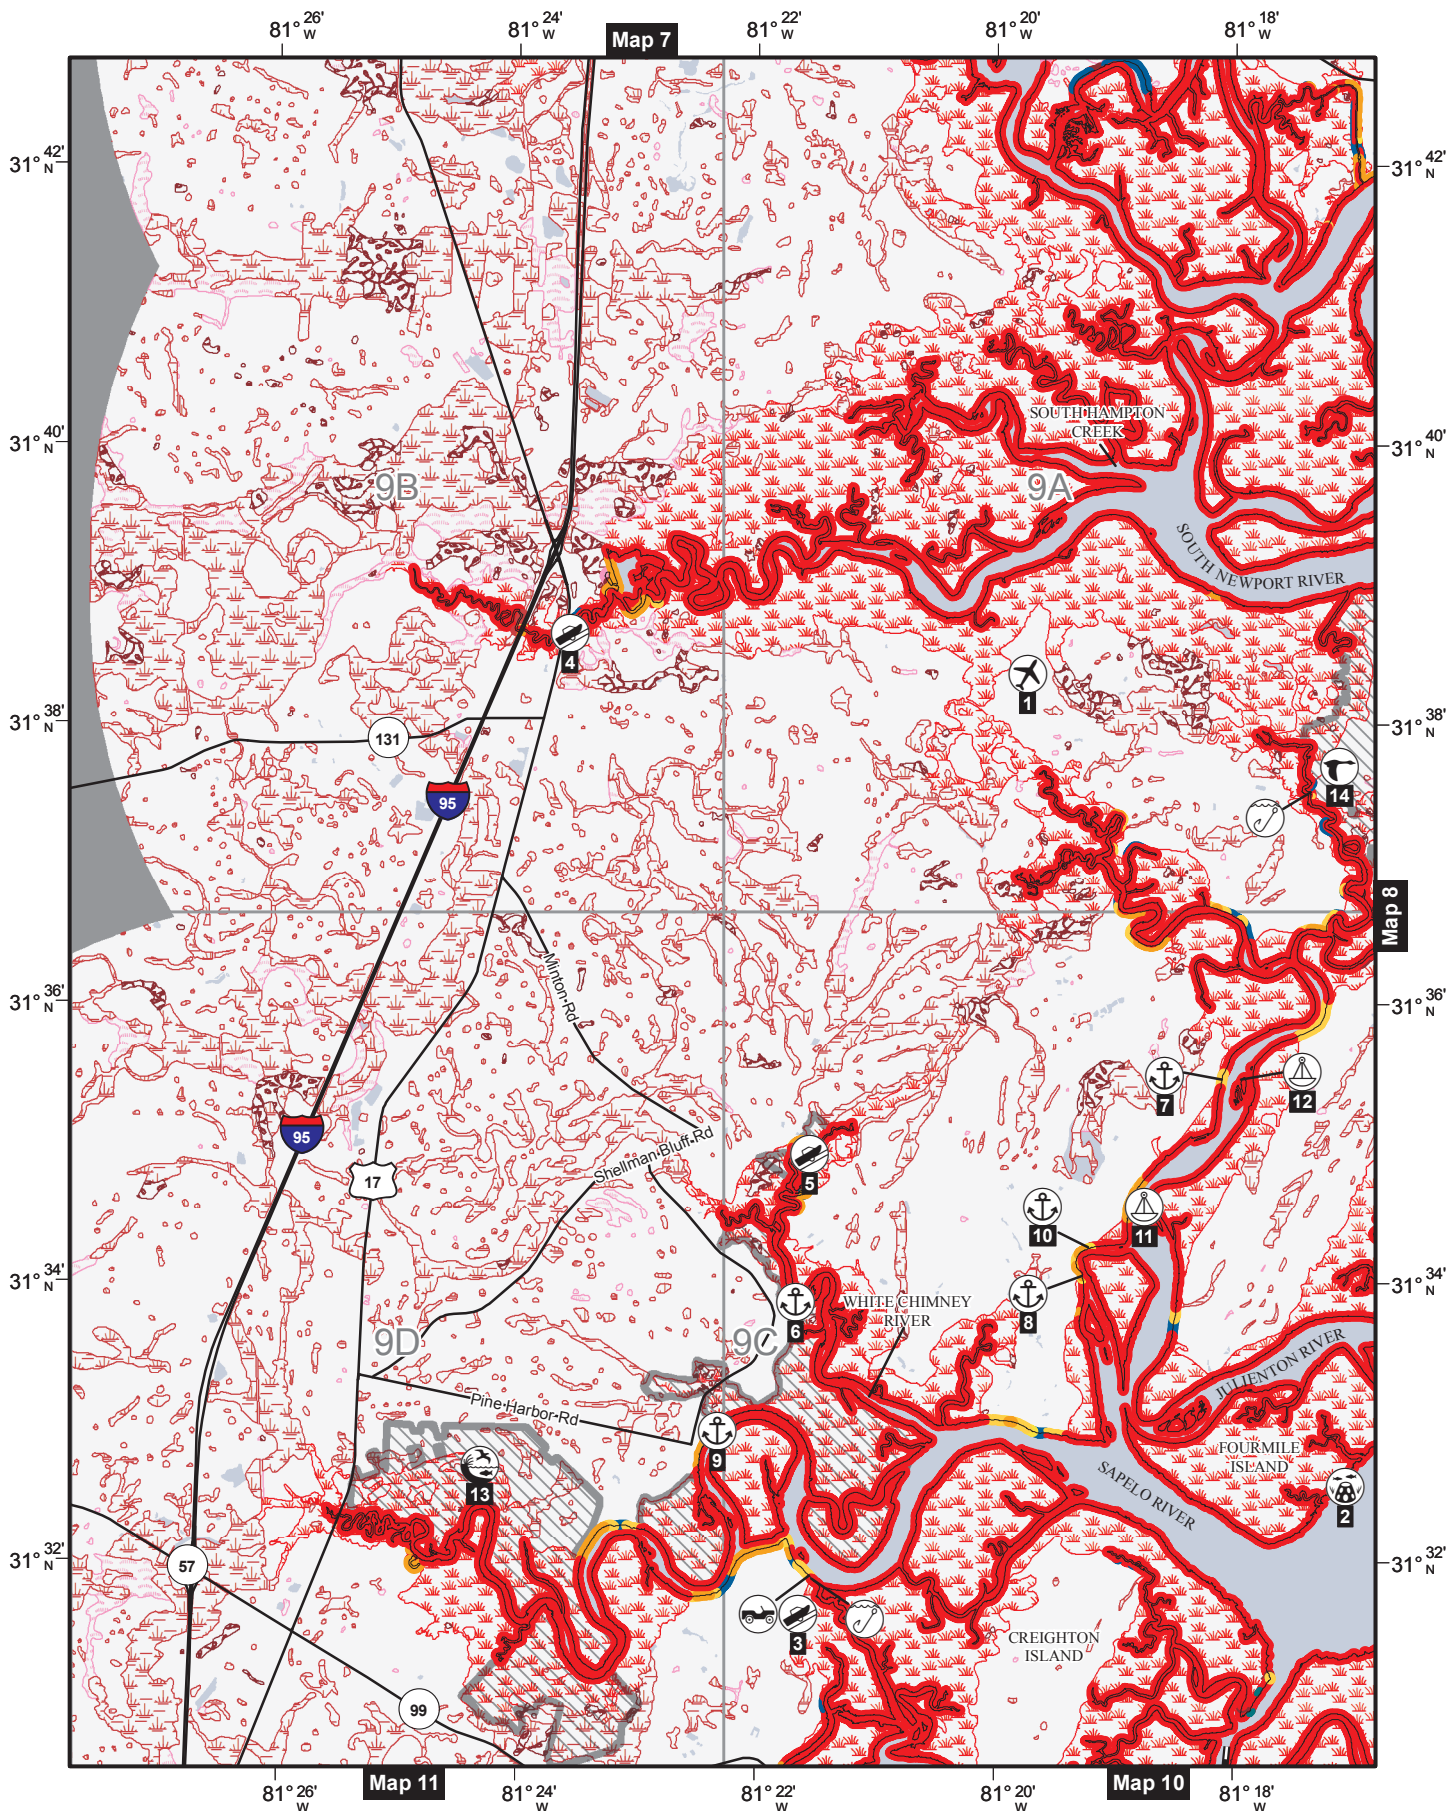 81° 26' W
81° 24' W
Map 7
81° 22' W
81° 20' W
81° 18' W
31° 42' N
31° 42' N
SOUTH HAMPTON
CREEK
31° 40' N
31° 40' N
9B
9A
SOUTH NEWPORT RIVER
4
1
31° 38' N
31° 38' N
131
14
95
Map 8
Minton Rd
31° 36' N
31° 36' N
7
12
95
Shellman Bluff Rd
17
5
10
11
31° 34' N
31° 34' N
8
WHITE CHIMNEY
RIVER
6
9D
9C
JULIENTON RIVER
Pine Harbor Rd
9
FOURMILE
ISLAND
SAPELO RIVER
13
2
31° 32' N
31° 32' N
57
3
CREIGHTON
ISLAND
99
81° 26' W
Map 11
81° 24' W
81° 22' W
81° 20' W
Map 10
81° 18' W